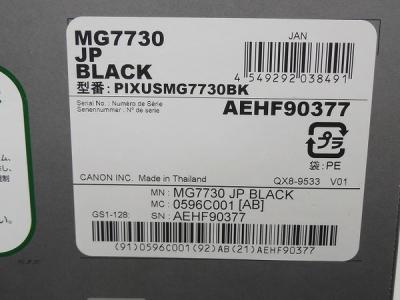 MG7730
JP
BLACK
型番: PIXUSMG7730BK
JAN
4 549292 038491
Serial No. : Numéro de Série
Seriennummer : Nº de serie
AEHF90377
プラ
袋:PE
CANON INC. Made in Thailand
QX8-9533 V01
MN : MG7730 JP BLACK
MC : 0596C001 [AB]
GS1-128: SN : AEHF90377
(91)0596C001(92)AB(21)AEHF90377